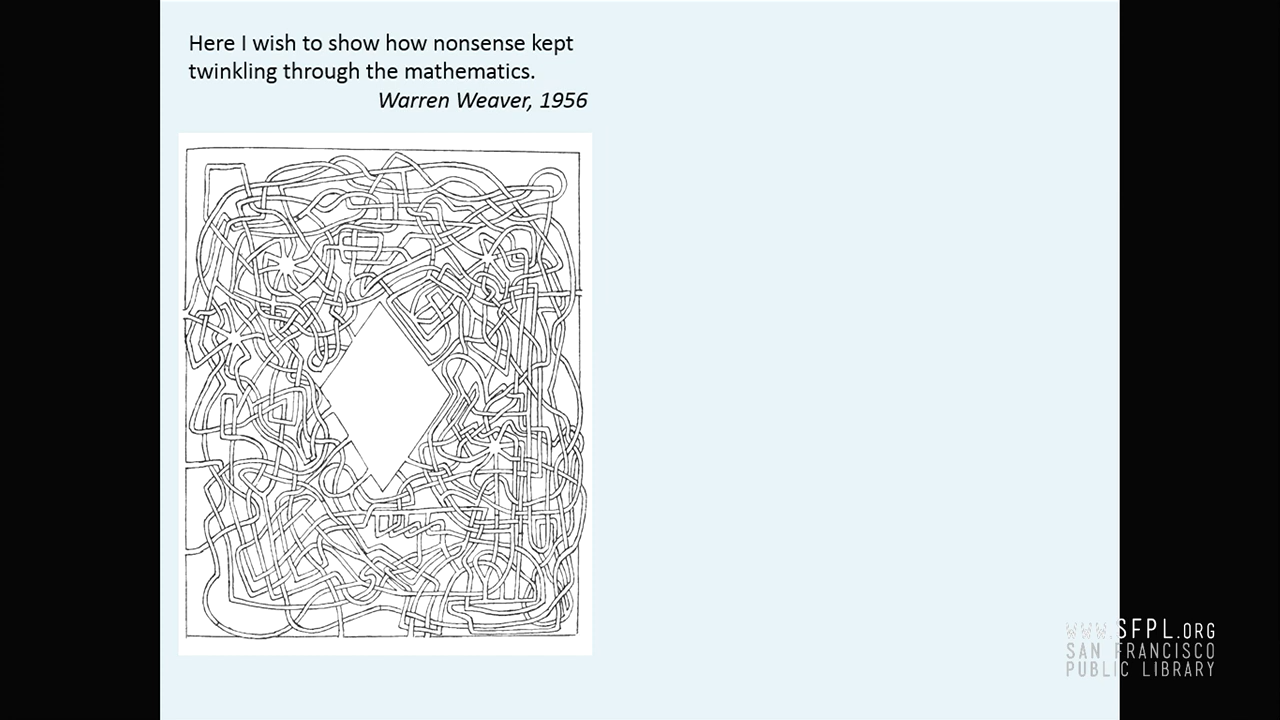 Here I wish to show how nonsense kept
twinkling through the mathematics.
Warren Weaver, 1956
WWW.SFPL.ORG
SAN FRANCISCO
PUBLIC LIBRARY